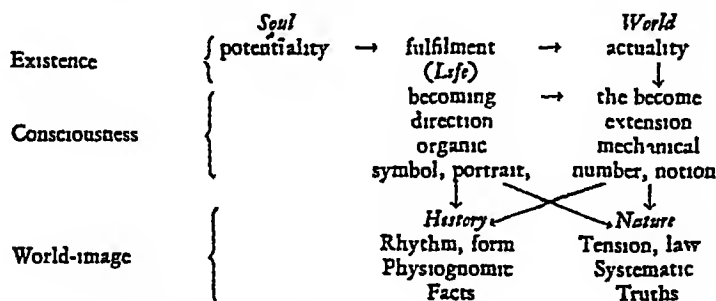 Soul World
Existence potentiality → fulfilment → actuality
(Life)
becoming → the become
Consciousness direction extension
organic mechanical
symbol, portrait, number, notion
History Nature
World-image Rhythm, form Tension, law
Physiognomic Systematic
Facts Truths